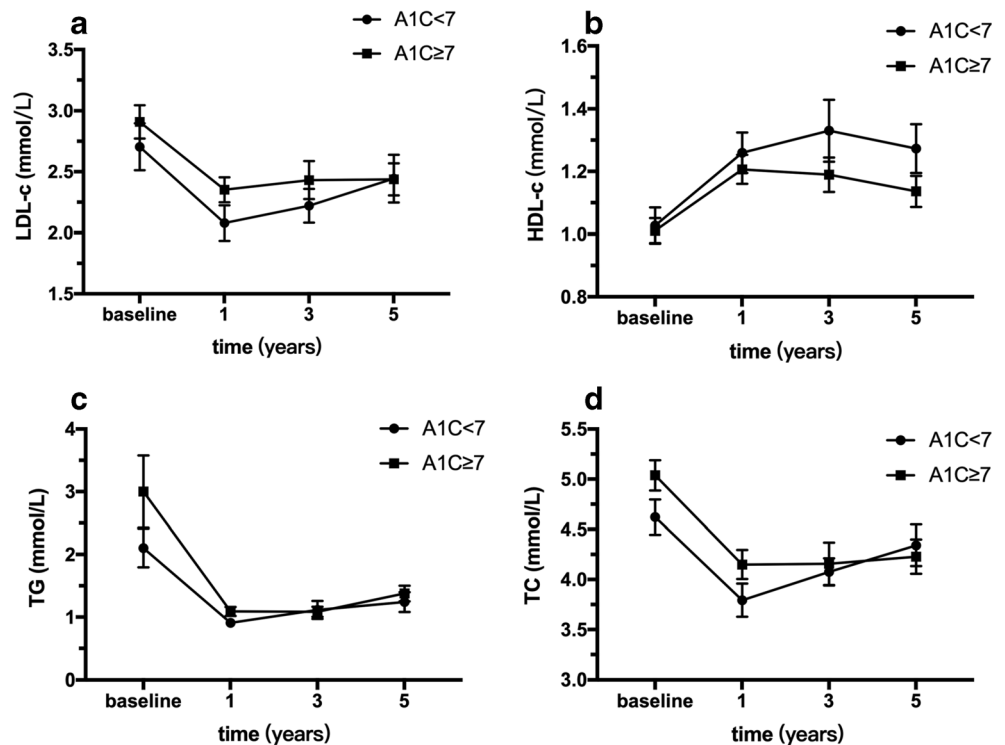 a
A1C<7
A1C≥7
3.5
3.0
2.5
2.0
1.5
LDL-c (mmol/L)
baseline 1 3 5
time (years)
b
A1C<7
A1C≥7
1.6
1.4
1.2
1.0
0.8
HDL-c (mmol/L)
baseline 1 3 5
time (years)
c
A1C<7
A1C≥7
4
3
2
1
0
TG (mmol/L)
baseline 1 3 5
time (years)
d
A1C<7
A1C≥7
5.5
5.0
4.5
4.0
3.5
3.0
TC (mmol/L)
baseline 1 3 5
time (years)